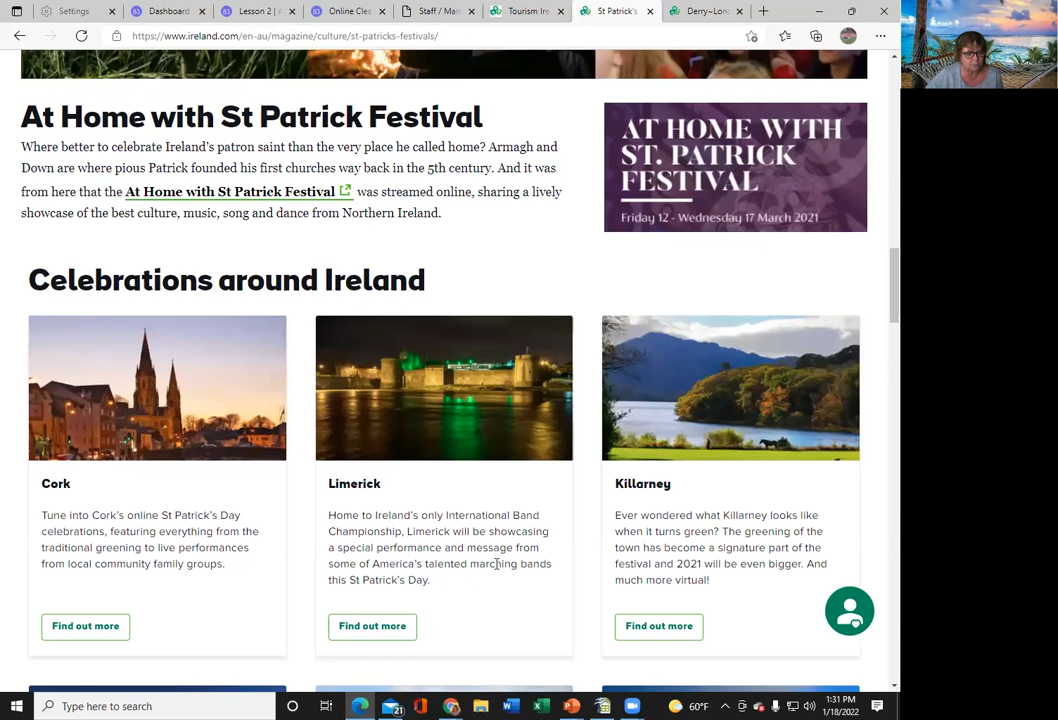 Settings
Dashboard
Lesson 2 | A
Online Clea
Staff / Man
Tourism Ire
St Patrick's
Derry~Lon
https://www.ireland.com/en-au/magazine/culture/st-patricks-festivals/
At Home with St Patrick Festival
Where better to celebrate Ireland's patron saint than the very place he called home? Armagh and
Down are where pious Patrick founded his first churches way back in the 5th century. And it was
from here that the At Home with St Patrick Festival was streamed online, sharing a lively
showcase of the best culture, music, song and dance from Northern Ireland.
AT HOME WITH
ST. PATRICK
FESTIVAL
Friday 12 - Wednesday 17 March 2021
Celebrations around Ireland
Cork
Tune into Cork's online St Patrick's Day
celebrations, featuring everything from the
traditional greening to live performances
from local community family groups.
Find out more
Limerick
Home to Ireland's only International Band
Championship, Limerick will be showcasing
a special performance and message from
some of America's talented marching bands
this St Patrick's Day.
Find out more
Killarney
Ever wondered what Killarney looks like
when it turns green? The greening of the
town has become a signature part of the
festival and 2021 will be even bigger. And
much more virtual!
Find out more
Type here to search
21
60°F
1:31 PM
1/18/2022